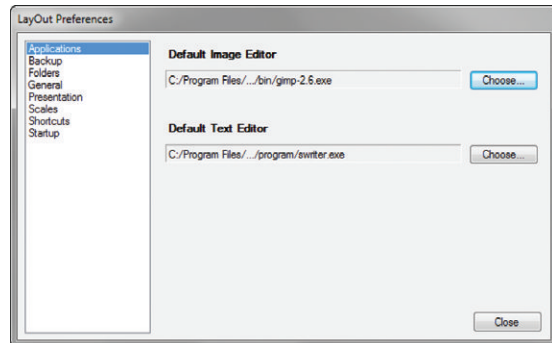 LayOut Preferences
Applications
Backup
Folders
General
Presentation
Scales
Shortcuts
Startup
Default Image Editor
C:/Program Files/.../bin/gimp-2.6.exe
Choose...
Default Text Editor
C:/Program Files/.../program/swriter.exe
Choose...
Close